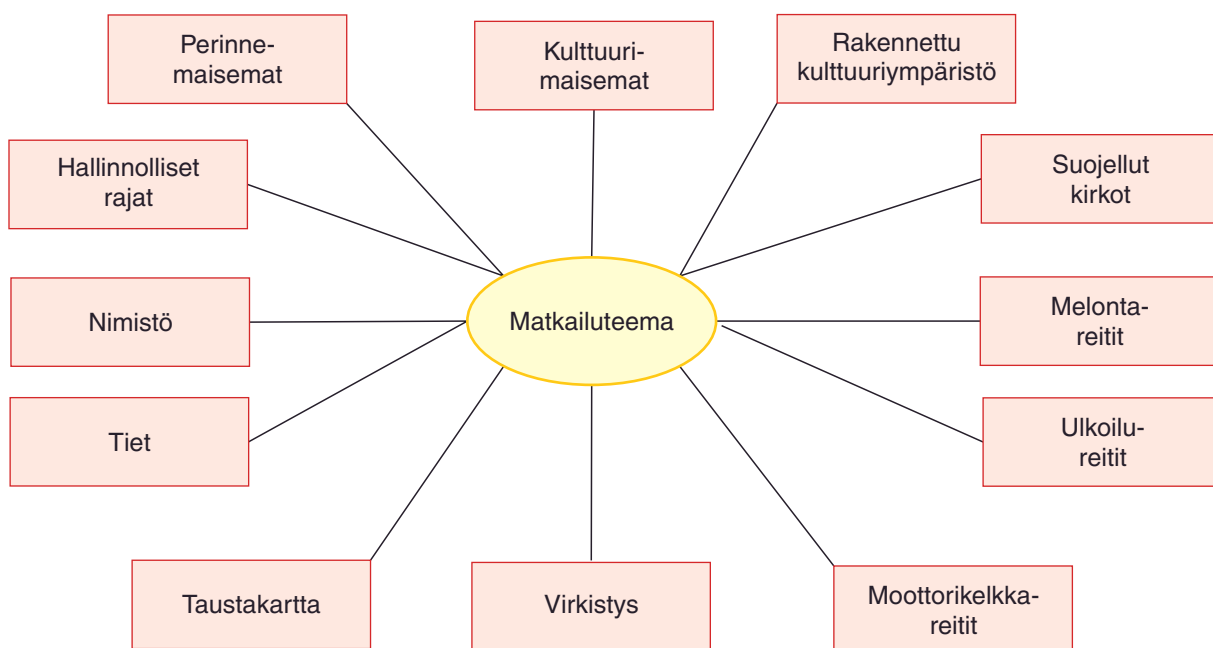 Perinne-
maisemat
Kulttuuri-
maisemat
Rakennettu
kulttuuriympäristö
Hallinnolliset
rajat
Suojellut
kirkot
Nimistö
Matkailuteema
Melonta-
reitit
Tiet
Ulkoilu-
reitit
Taustakartta
Virkistys
Moottorikelkka-
reitit